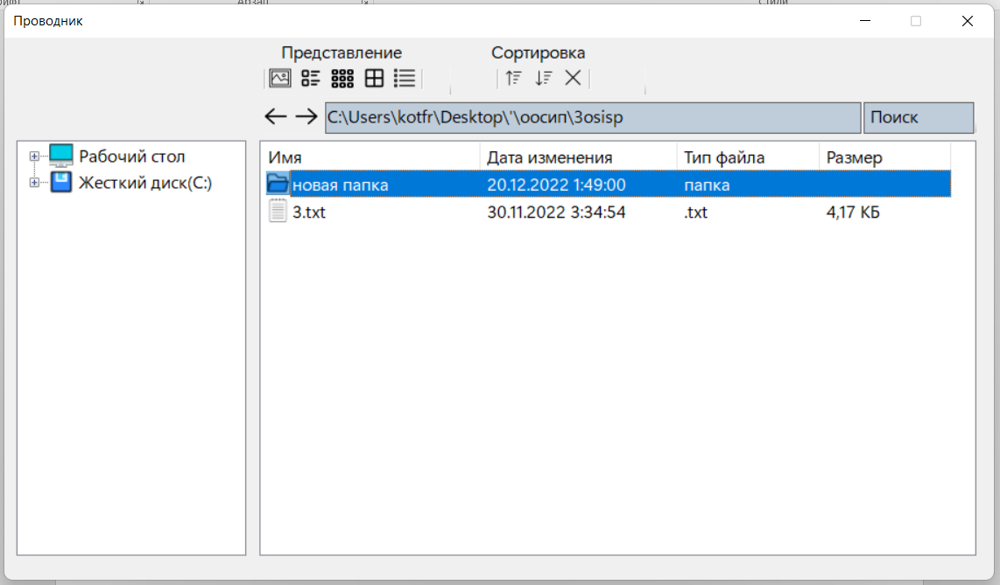 Абзац
Стили
Проводник
Представление Сортировка
C:\Users\kotfr\Desktop\'\оосип\3osisp Поиск
Рабочий стол
Жесткий диск(C:)
Имя Дата изменения Тип файла Размер
новая папка 20.12.2022 1:49:00 папка
3.txt 30.11.2022 3:34:54 .txt 4,17 КБ